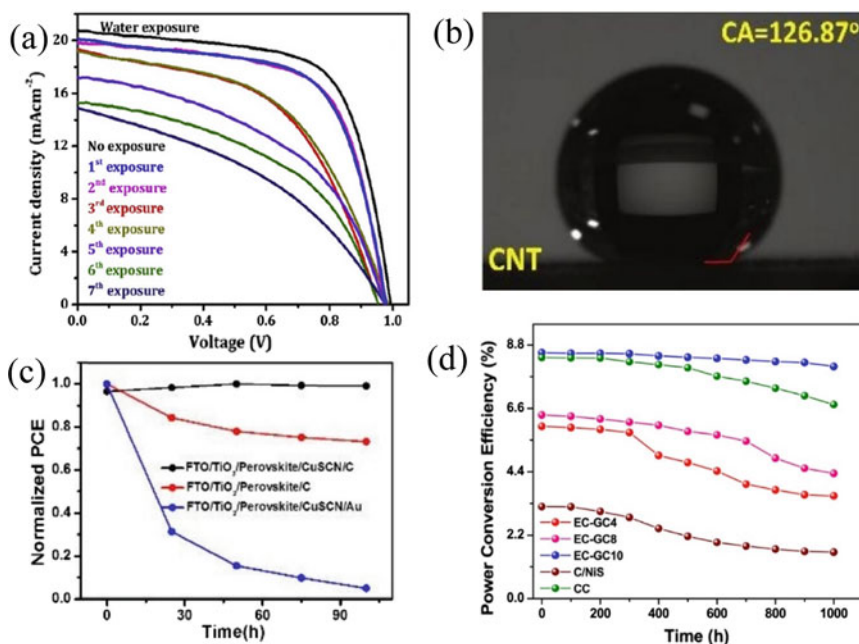 (a)
Water exposure
Current density (mAcm⁻²)
20
16
12
8
4
0
No exposure
1st exposure
2nd exposure
3rd exposure
4th exposure
5th exposure
6th exposure
7th exposure
0.0 0.2 0.4 0.6 0.8 1.0
Voltage (V)
(b)
CA=126.87°
CNT
(c)
Normalized PCE
1.0
0.8
0.6
0.4
0.2
0.0
FTO/TiO₂/Perovskite/CuSCN/C
FTO/TiO₂/Perovskite/C
FTO/TiO₂/Perovskite/CuSCN/Au
0 30 60 90
Time(h)
(d)
Power Conversion Efficiency (%)
8.8
6.6
4.4
2.2
8.8
EC-GC4
EC-GC8
EC-GC10
C/NiS
CC
0 200 400 600 800 1000
Time (h)